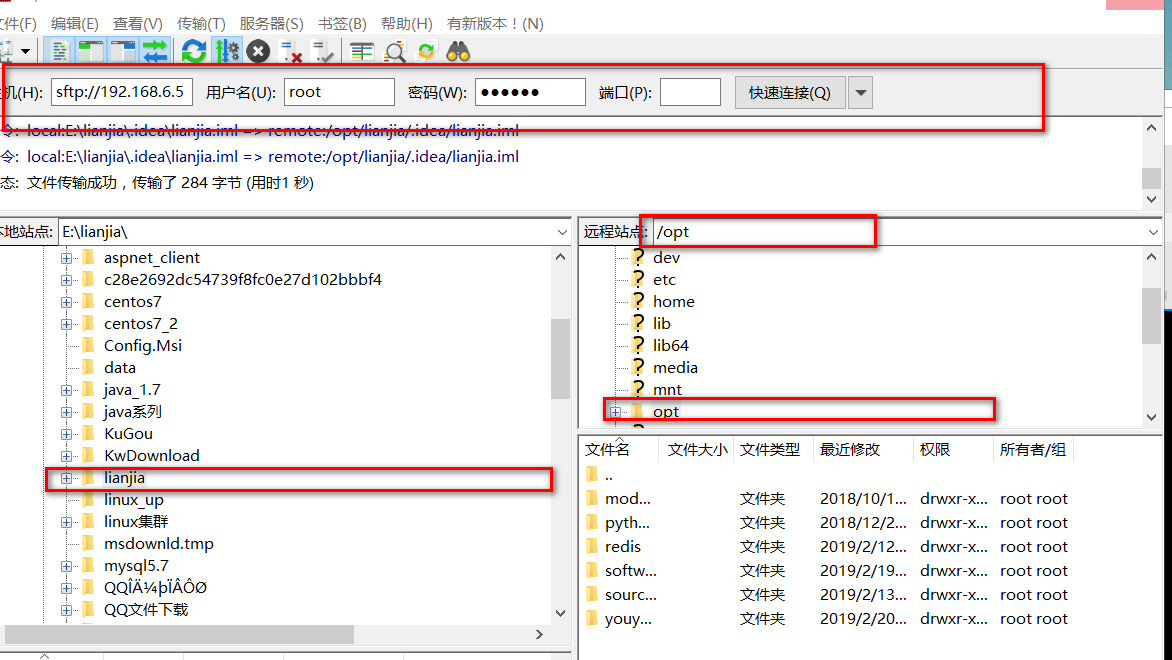 文件(F) 编辑(E) 查看(V) 传输(T) 服务器(S) 书签(B) 帮助(H) 有新版本！(N)
机(H): sftp://192.168.6.5 用户名(U): root 密码(W): ●●●●●● 端口(P): 快速连接(Q)
令: local:E:\lianjia\.idea\lianjia.iml => remote:/opt/lianjia/.idea/lianjia.iml
令: local:E:\lianjia\.idea\lianjia.iml => remote:/opt/lianjia/.idea/lianjia.iml
态: 文件传输成功，传输了 284 字节 (用时1 秒)
本地站点: E:\lianjia\
aspnet_client
c28e2692dc54739f8fc0e27d102bbbf4
centos7
centos7_2
Config.Msi
data
java_1.7
java系列
KuGou
KwDownload
lianjia
linux_up
linux集群
msdownld.tmp
mysql5.7
QQÎÄ¼þÏÂÔØ
QQ文件下载
远程站点: /opt
dev
etc
home
lib
lib64
media
mnt
opt
文件名 文件大小 文件类型 最近修改 权限 所有者/组
..
mod... 文件夹 2018/10/1... drwxr-x... root root
pyth... 文件夹 2018/12/2... drwxr-x... root root
redis 文件夹 2019/2/12... drwxr-x... root root
softw... 文件夹 2019/2/19... drwxr-x... root root
sourc... 文件夹 2019/2/13... drwxr-x... root root
youy... 文件夹 2019/2/20... drwxr-x... root root